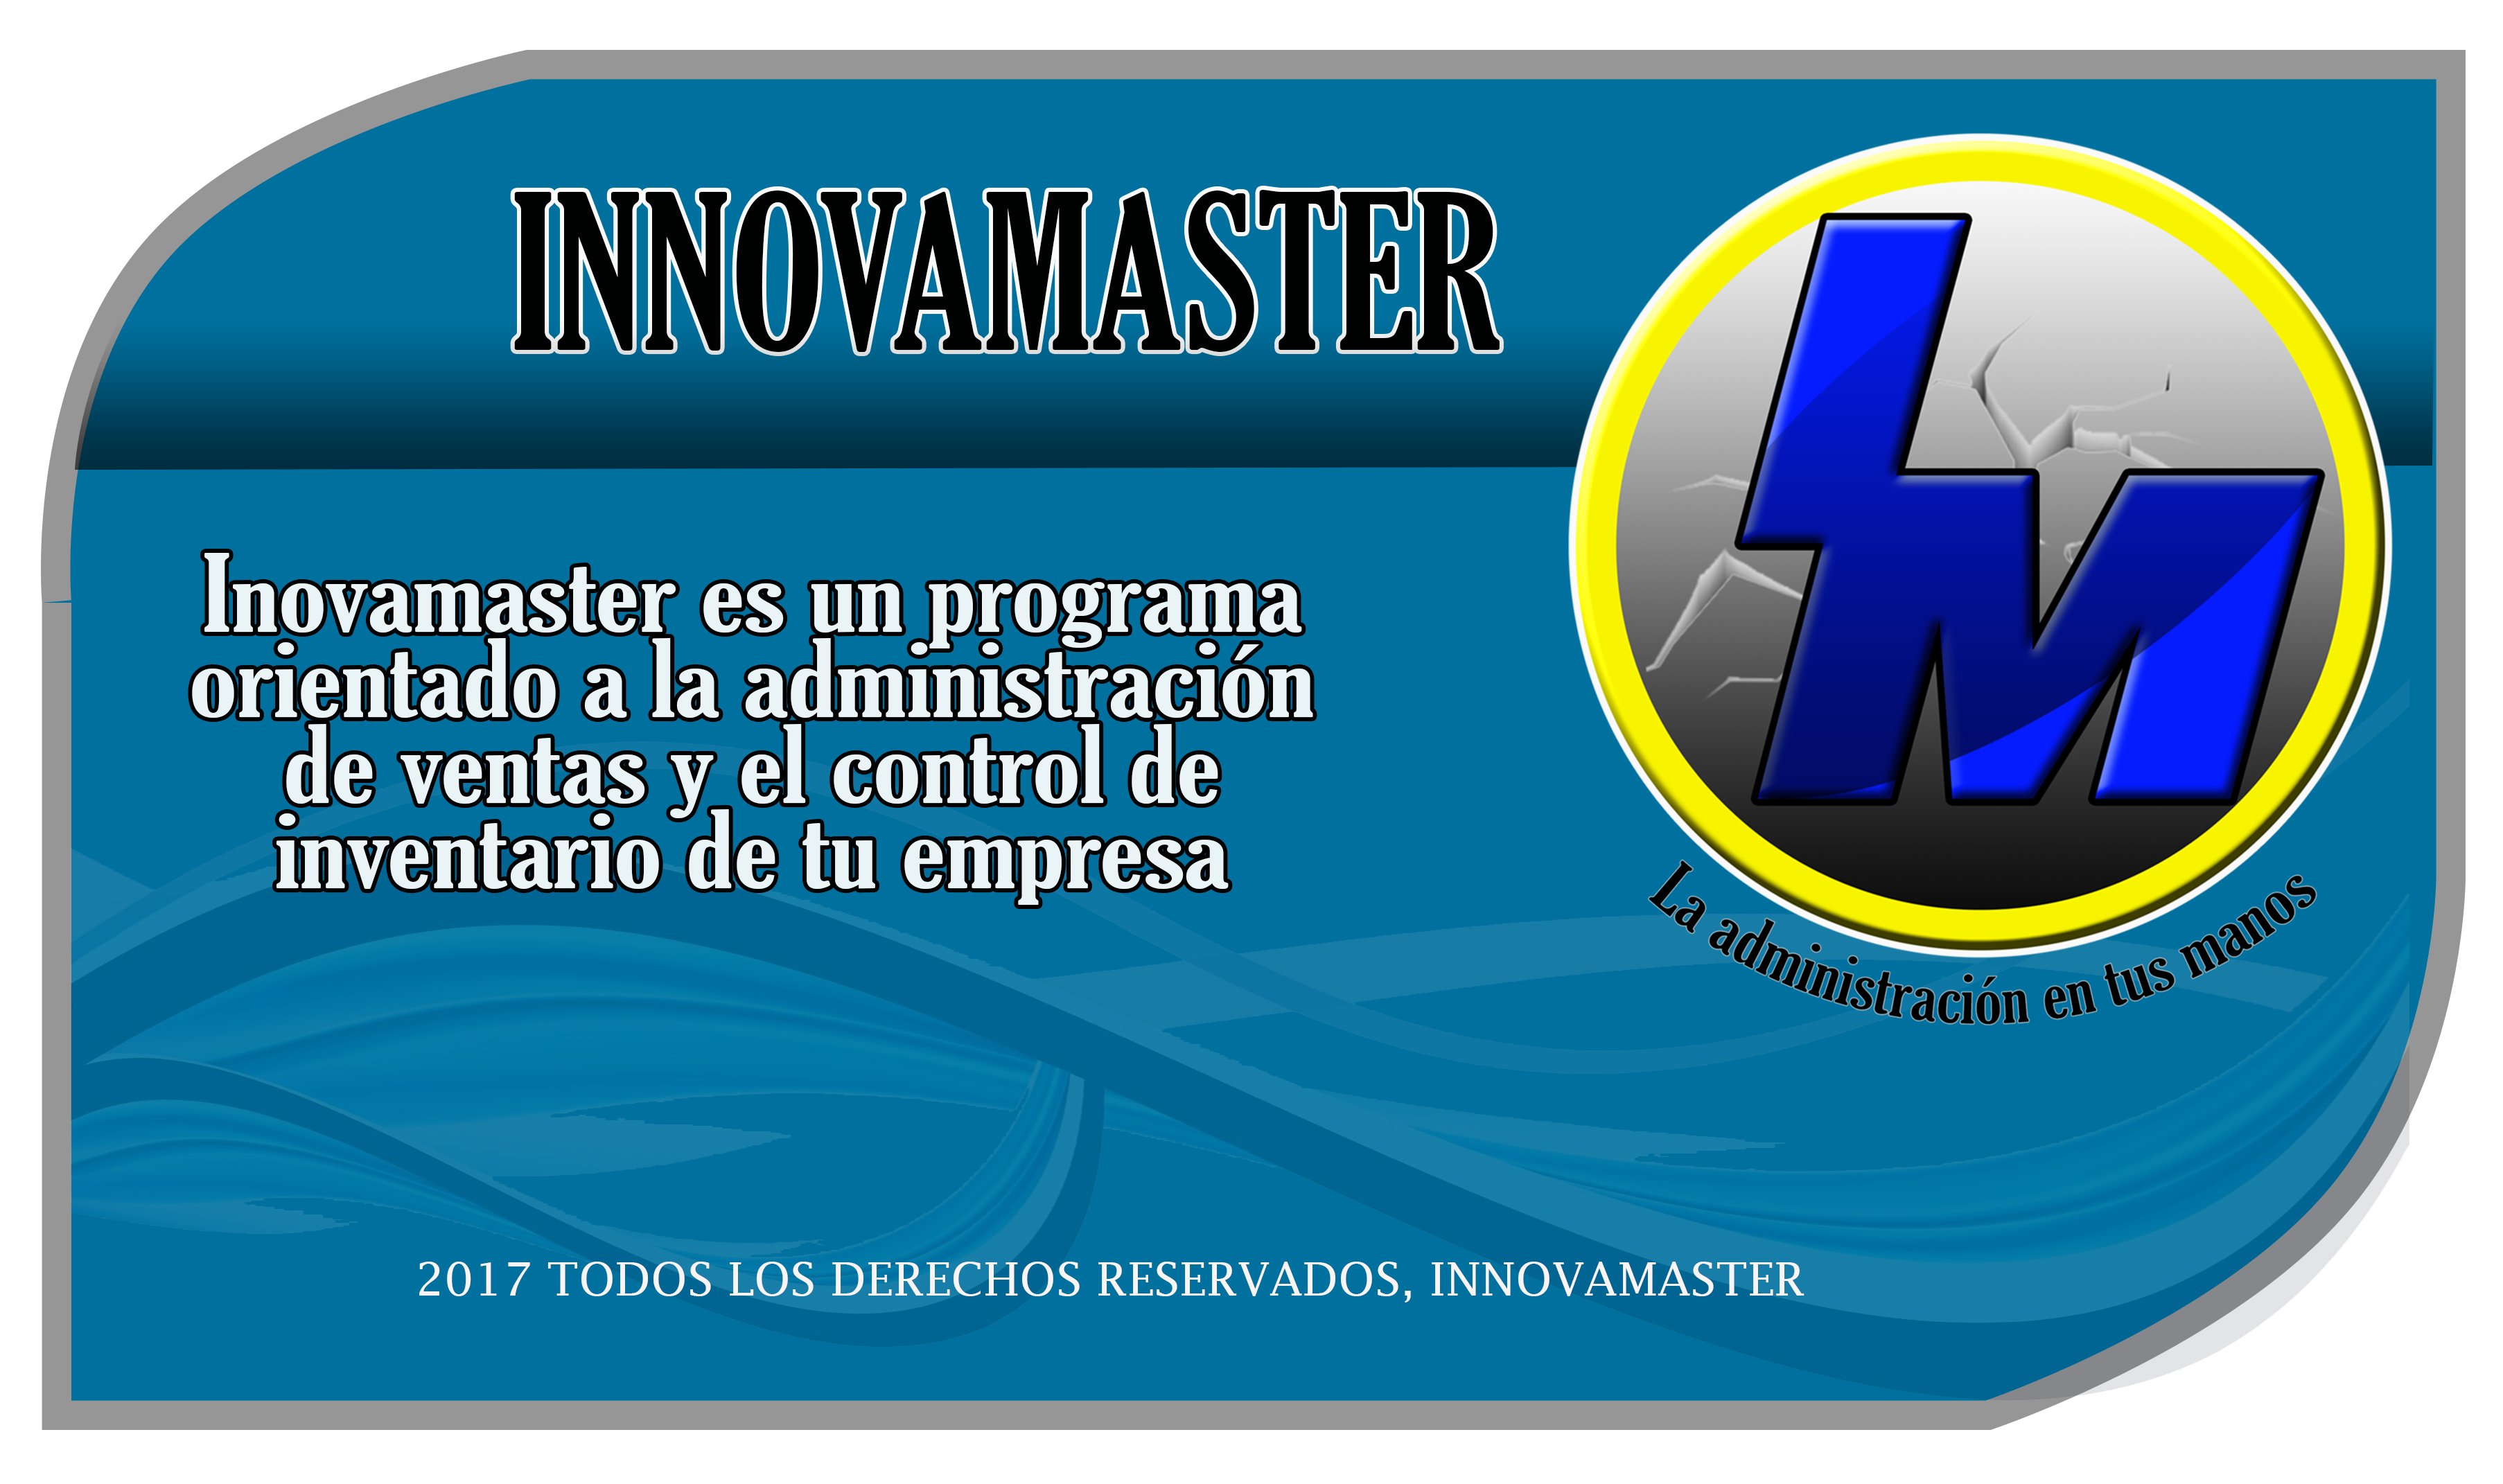 INNOVAMASTER
Inovamaster es un programa
orientado a la administración
de ventas y el control de
inventario de tu empresa
IM
La administración en tus manos
2017 TODOS LOS DERECHOS RESERVADOS, INNOVAMASTER